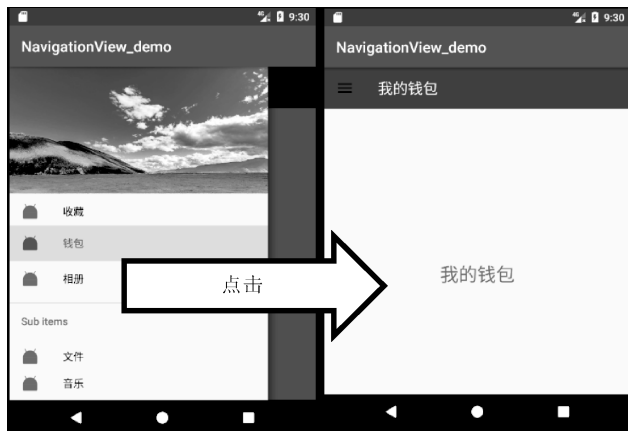 4G 9:30
NavigationView_demo
收藏
钱包
相册
Sub items
文件
音乐
点击
4G 9:30
NavigationView_demo
我的钱包
我的钱包